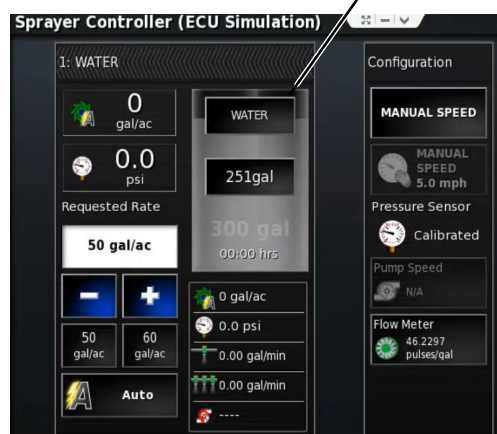 Sprayer Controller (ECU Simulation)
1: WATER
0
gal/ac
0.0
psi
Requested Rate
50 gal/ac
50
gal/ac
60
gal/ac
A
Auto
WATER
251gal
300 gal
00:00 hrs
0 gal/ac
0.0 psi
0.00 gal/min
0.00 gal/min
----
Configuration
MANUAL SPEED
MANUAL
SPEED
5.0 mph
Pressure Sensor
Calibrated
Pump Speed
N/A
Flow Meter
46.2297
pulses/gal